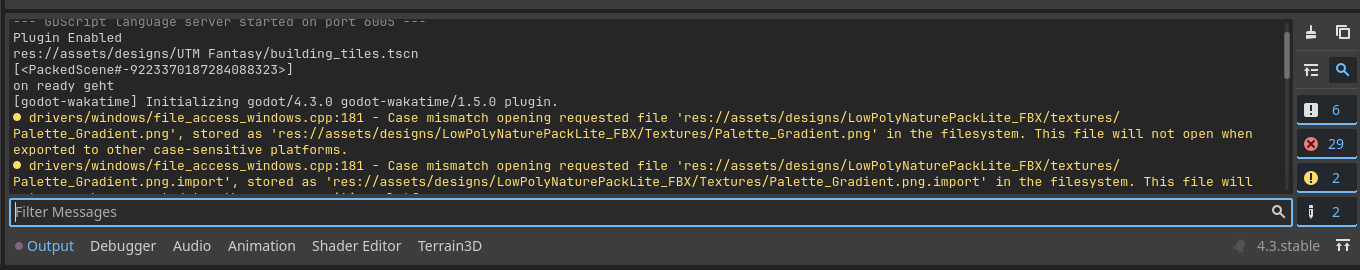 --- GDScript language server started on port 6005 ---
Plugin Enabled
res://assets/designs/UTM Fantasy/building_tiles.tscn
[<PackedScene#-9223370187284088323>]
on ready geht
[godot-wakatime] Initializing godot/4.3.0 godot-wakatime/1.5.0 plugin.
drivers/windows/file_access_windows.cpp:181 - Case mismatch opening requested file 'res://assets/designs/LowPolyNaturePackLite_FBX/textures/
Palette_Gradient.png', stored as 'res://assets/designs/LowPolyNaturePackLite_FBX/Textures/Palette_Gradient.png' in the filesystem. This file will not open when
exported to other case-sensitive platforms.
drivers/windows/file_access_windows.cpp:181 - Case mismatch opening requested file 'res://assets/designs/LowPolyNaturePackLite_FBX/textures/
Palette_Gradient.png.import', stored as 'res://assets/designs/LowPolyNaturePackLite_FBX/Textures/Palette_Gradient.png.import' in the filesystem. This file will
6
29
2
2
Filter Messages
Output Debugger Audio Animation Shader Editor Terrain3D 4.3.stable